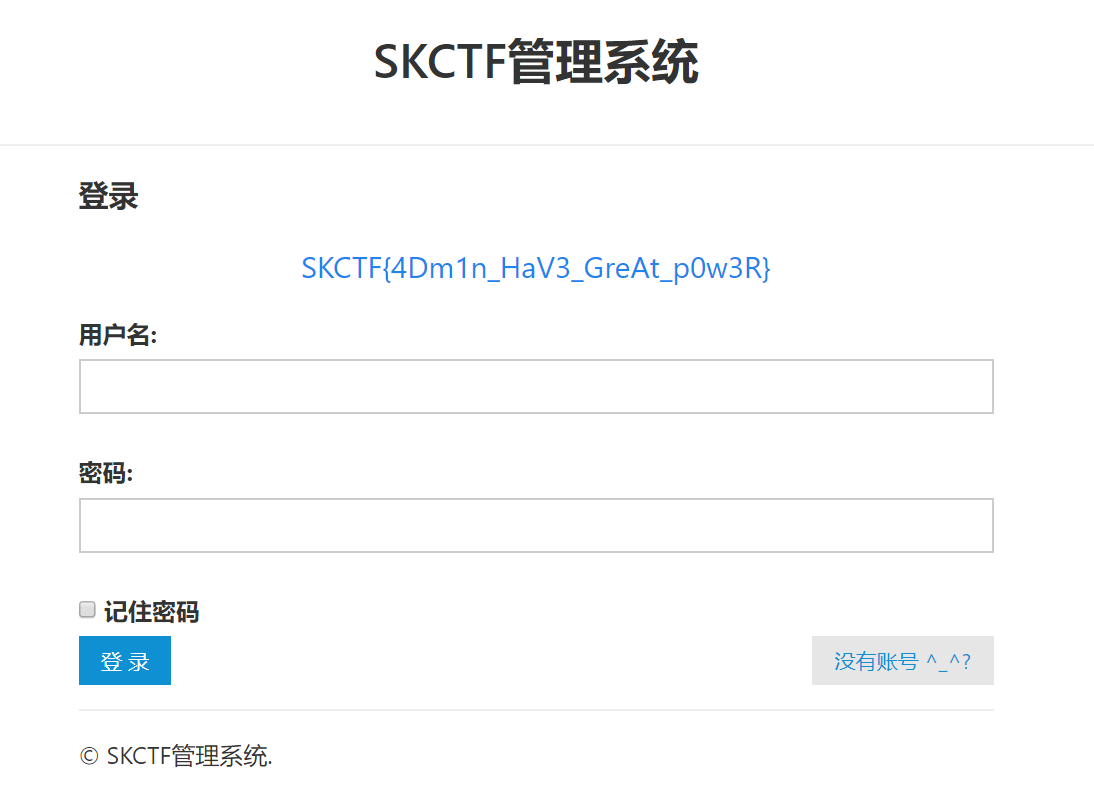 SKCTF管理系统
登录
SKCTF{4Dm1n_HaV3_GreAt_p0w3R}
用户名:
密码:
记住密码
登 录
没有账号 ^_^?
© SKCTF管理系统.